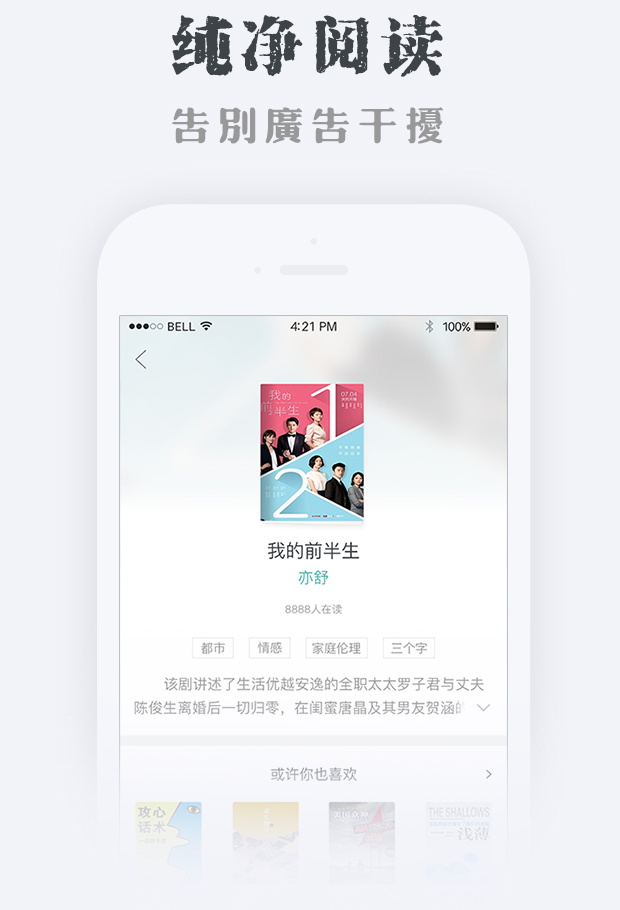 纯净阅读
告別廣告干擾
BELL 4:21 PM 100%
我的
前半生
1
07.04
2
我的前半生
亦舒
8888人在读
都市 情感 家庭伦理 三个字
该剧讲述了生活优越安逸的全职太太罗子君与丈夫
陈俊生离婚后一切归零，在闺蜜唐晶及其男友贺涵的
或许你也喜欢
攻心
话术
THE SHALLOWS
浅薄